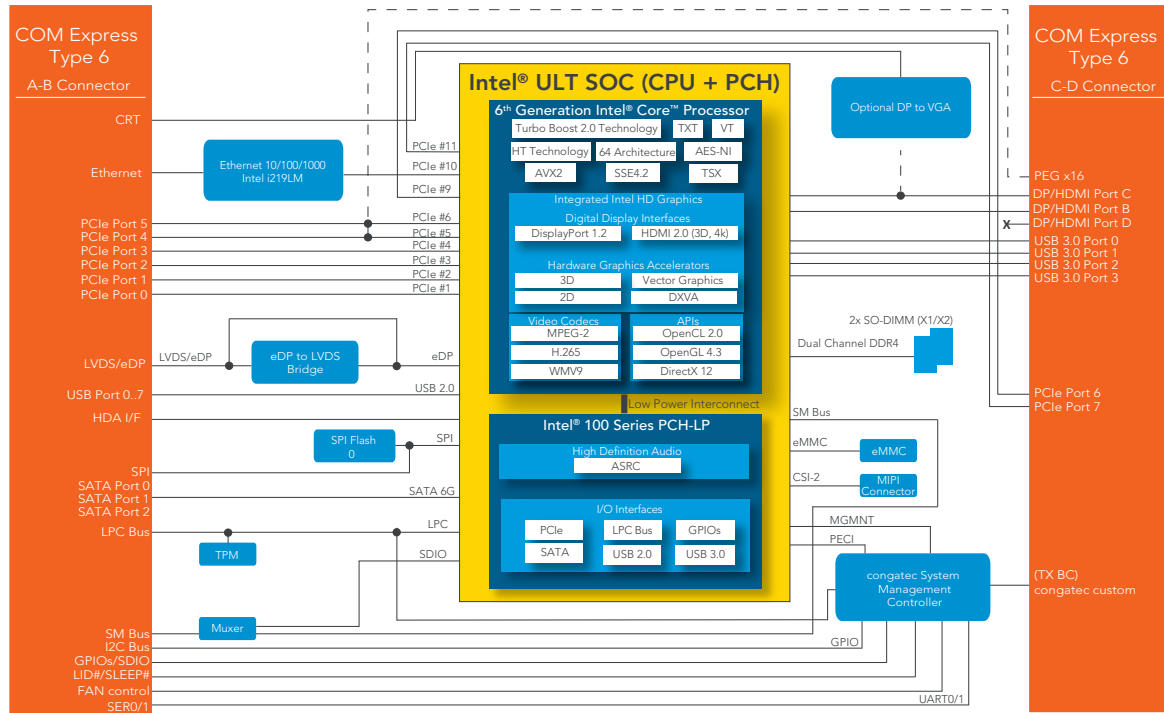 COM Express
Type 6
A-B Connector
CRT
Ethernet
PCIe Port 5
PCIe Port 4
PCIe Port 3
PCIe Port 2
PCIe Port 1
PCIe Port 0
LVDS/eDP
USB Port 0..7
HDA I/F
SPI
SATA Port 0
SATA Port 1
SATA Port 2
LPC Bus
SM Bus
I2C Bus
GPIOs/SDIO
LID#/SLEEP#
FAN control
SER0/1
Ethernet 10/100/1000
Intel i219LM
LVDS/eDP
eDP to LVDS
Bridge
SPI Flash
0
TPM
Muxer
PCIe #11
PCIe #10
PCIe #9
PCIe #6
PCIe #5
PCIe #4
PCIe #3
PCIe #2
PCIe #1
eDP
USB 2.0
SPI
SATA 6G
LPC
SDIO
Intel® ULT SOC (CPU + PCH)
6th Generation Intel® Core™ Processor
Turbo Boost 2.0 Technology
TXT
VT
HT Technology
64 Architecture
AES-NI
AVX2
SSE4.2
TSX
Integrated Intel HD Graphics
Digital Display Interfaces
DisplayPort 1.2
HDMI 2.0 (3D, 4k)
Hardware Graphics Accelerators
3D
Vector Graphics
2D
DXVA
Video Codecs
MPEG-2
H.265
WMV9
APIs
OpenCL 2.0
OpenGL 4.3
DirectX 12
Low Power Interconnect
Intel® 100 Series PCH-LP
High Definition Audio
ASRC
I/O Interfaces
PCIe
LPC Bus
GPIOs
SATA
USB 2.0
USB 3.0
Optional DP to VGA
2x SO-DIMM (X1/X2)
Dual Channel DDR4
SM Bus
eMMC
eMMC
CSI-2
MIPI
Connector
MGMNT
PECI
congatec System
Management
Controller
GPIO
UART0/1
COM Express
Type 6
C-D Connector
PEG x16
DP/HDMI Port C
DP/HDMI Port B
X
DP/HDMI Port D
USB 3.0 Port 0
USB 3.0 Port 1
USB 3.0 Port 2
USB 3.0 Port 3
PCIe Port 6
PCIe Port 7
(TX BC)
congatec custom